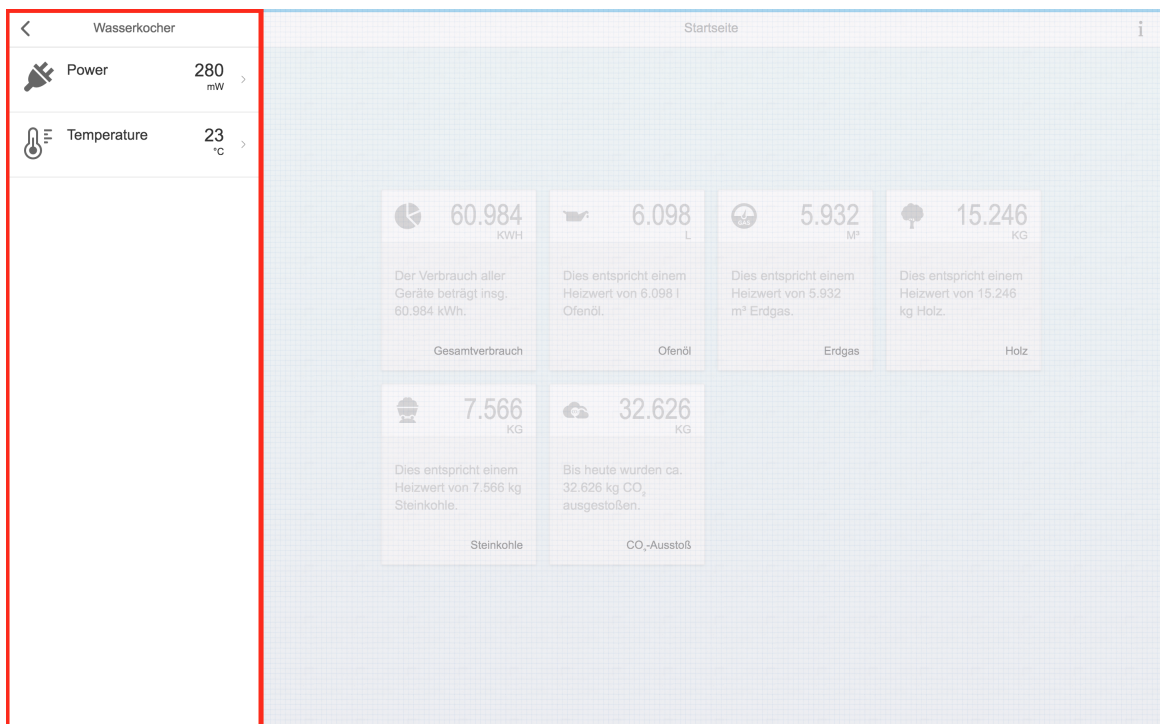 Wasserkocher
Startseite
i
Power
280
mW
Temperature
23
°C
60.984
KWH
Der Verbrauch aller
Geräte beträgt insg.
60.984 kWh.
Gesamtverbrauch
6.098
L
Dies entspricht einem
Heizwert von 6.098 l
Ofenöl.
Ofenöl
5.932
M³
Dies entspricht einem
Heizwert von 5.932
m³ Erdgas.
Erdgas
15.246
KG
Dies entspricht einem
Heizwert von 15.246
kg Holz.
Holz
7.566
KG
Dies entspricht einem
Heizwert von 7.566 kg
Steinkohle.
Steinkohle
32.626
KG
Bis heute wurden ca.
32.626 kg CO₂
ausgestoßen.
CO₂-Ausstoß